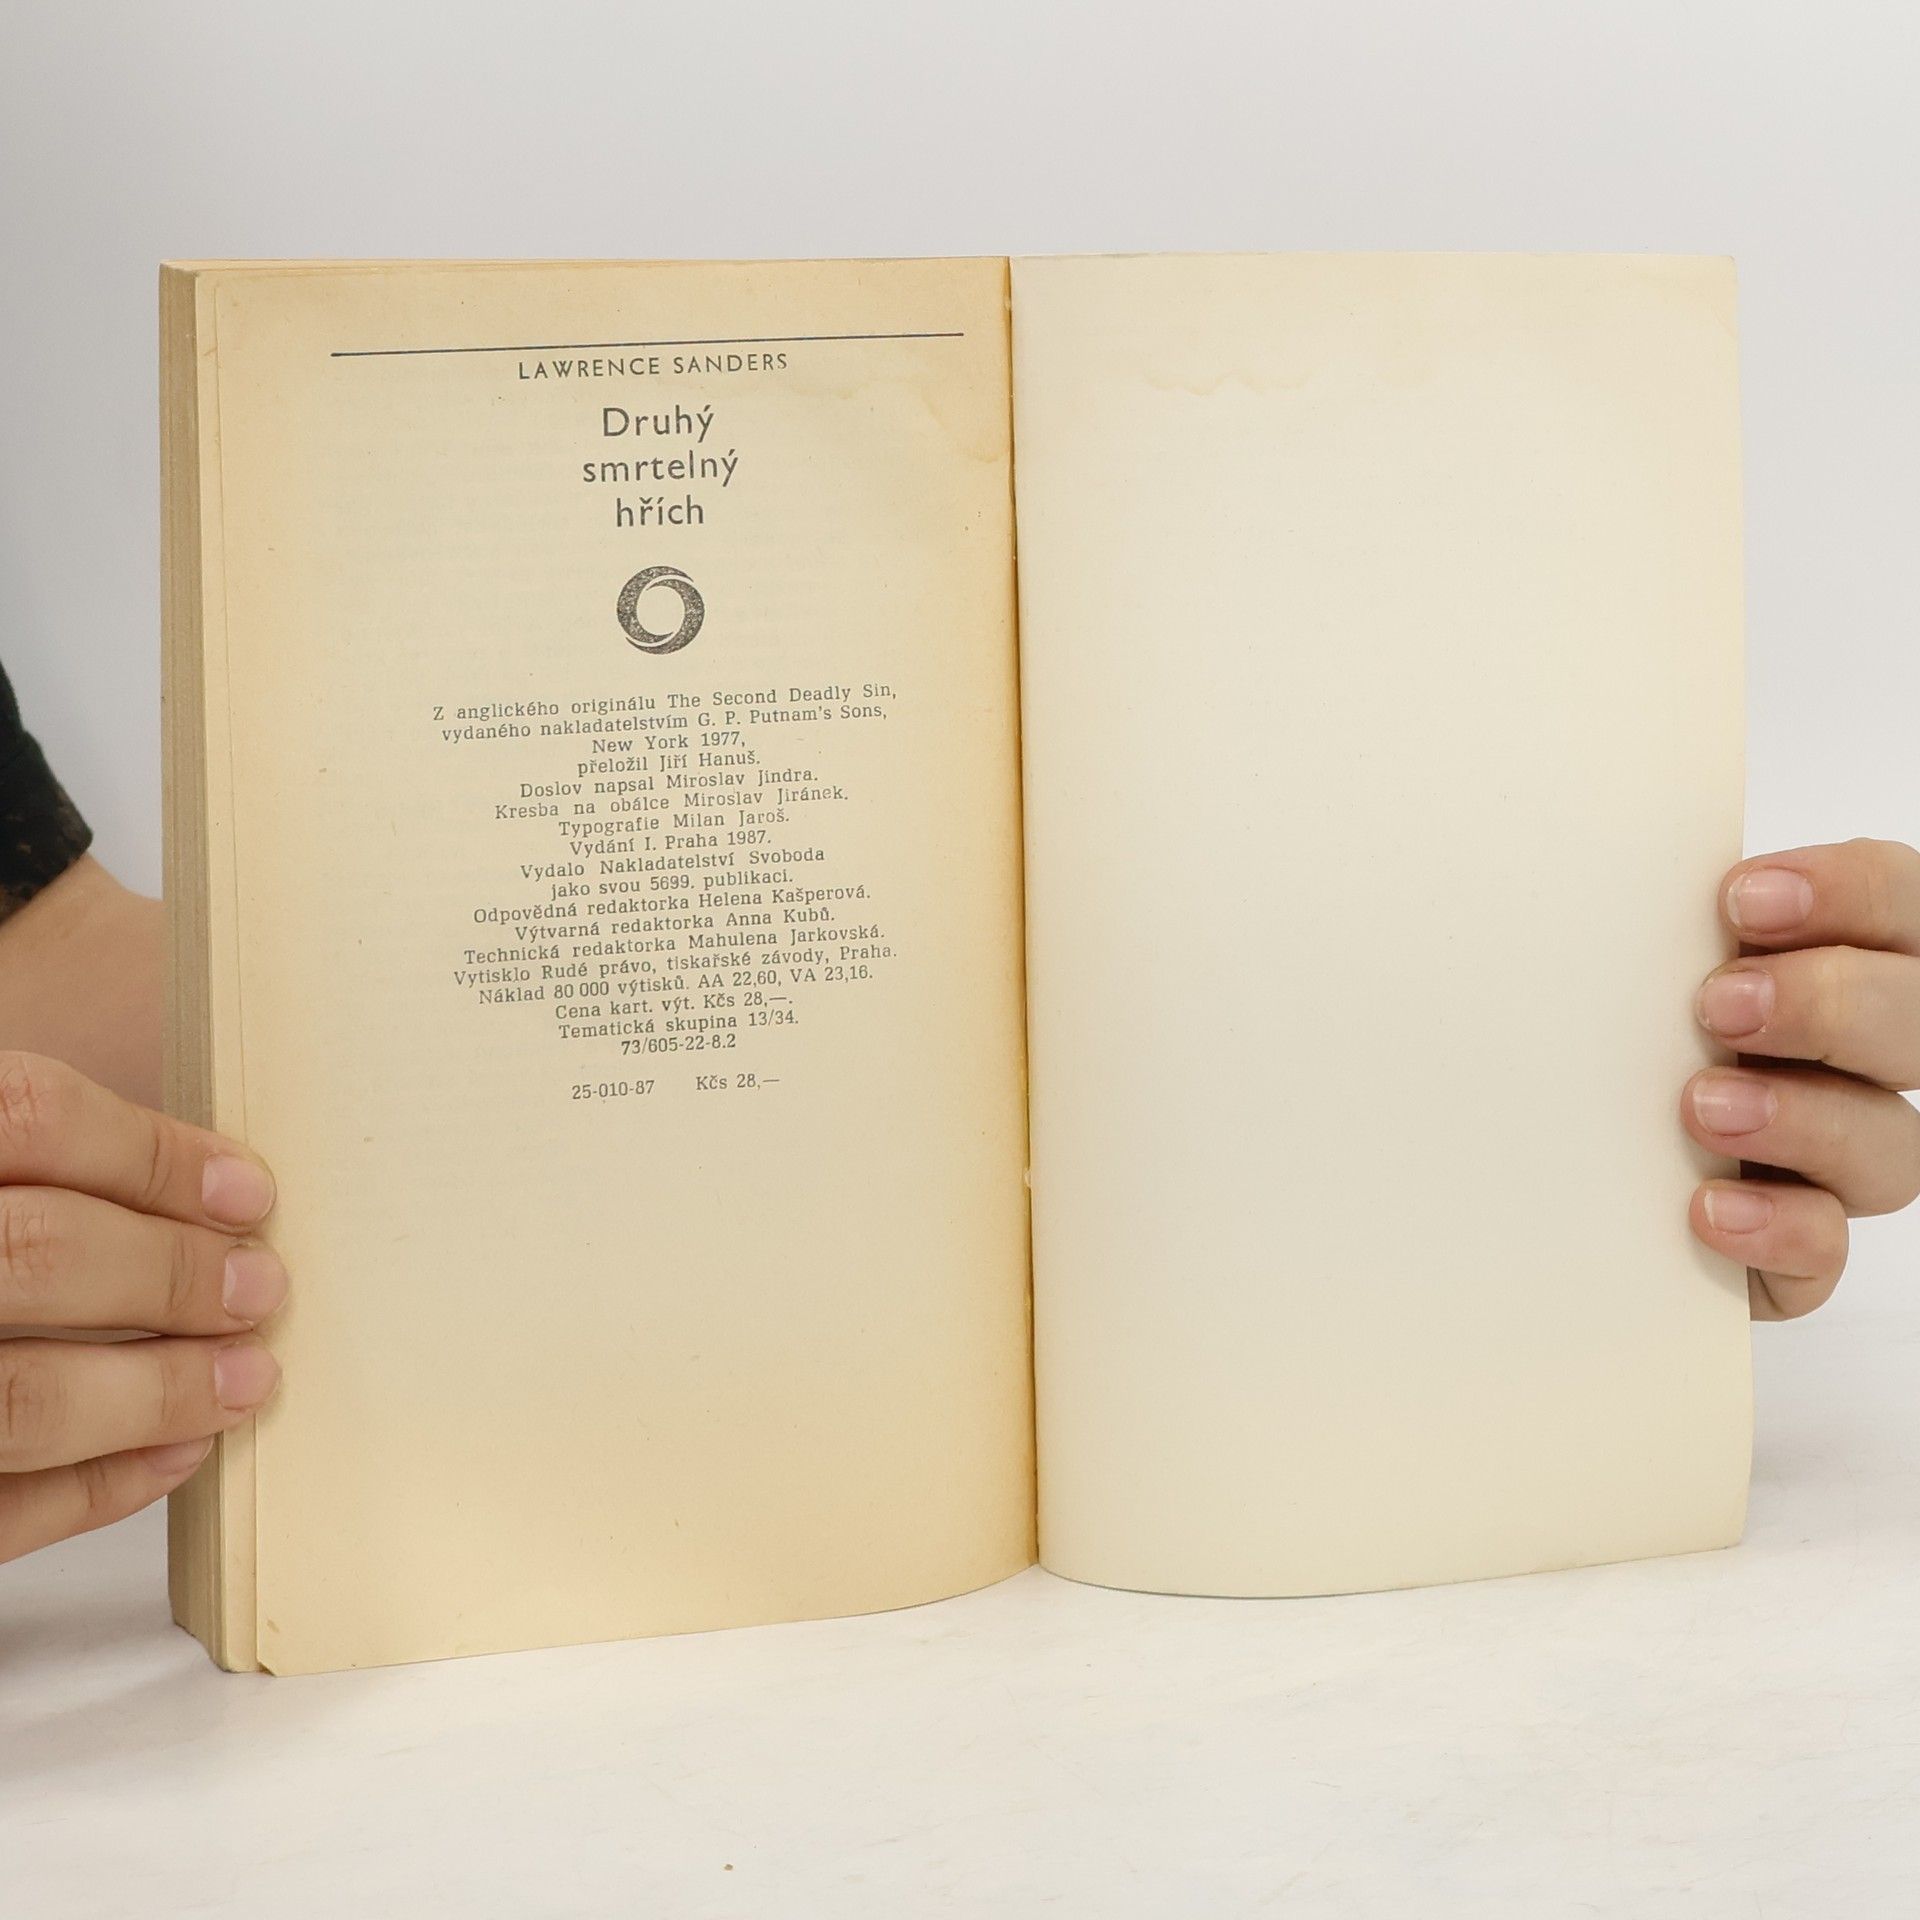 LAWRENCE SANDERS
Druhý
smrtelný
hřích
Z anglického originálu The Second Deadly Sin,
vydaného nakladatelstvím G. P. Putnam's Sons,
New York 1977,
přeložil Jiří Hanuš.
Doslov napsal Miroslav Jindra.
Kresba na obálce Miroslav Jiránek.
Typografie Milan Jaroš.
Vydání I. Praha 1987.
Vydalo Nakladatelství Svoboda
jako svou 5699. publikaci.
Odpovědná redaktorka Helena Kašperová.
Výtvarná redaktorka Anna Kubů.
Technická redaktorka Mahulena Jarkovská.
Vytisklo Rudé právo, tiskařské závody, Praha.
Náklad 80 000 výtisků. AA 22,60, VA 23,16.
Cena kart. výt. Kčs 28,—.
Tematická skupina 13/34.
73/605-22-8.2
25-010-87 Kčs 28,—